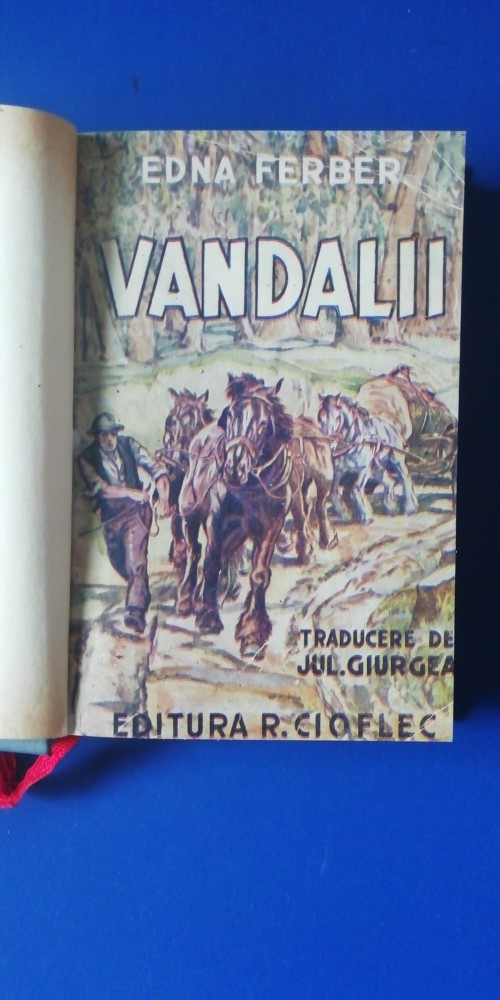 EDNA FERBER
VANDALII
TRADUCERE DE
JUL. GIURGEA
EDITURA R. CIOFLEC